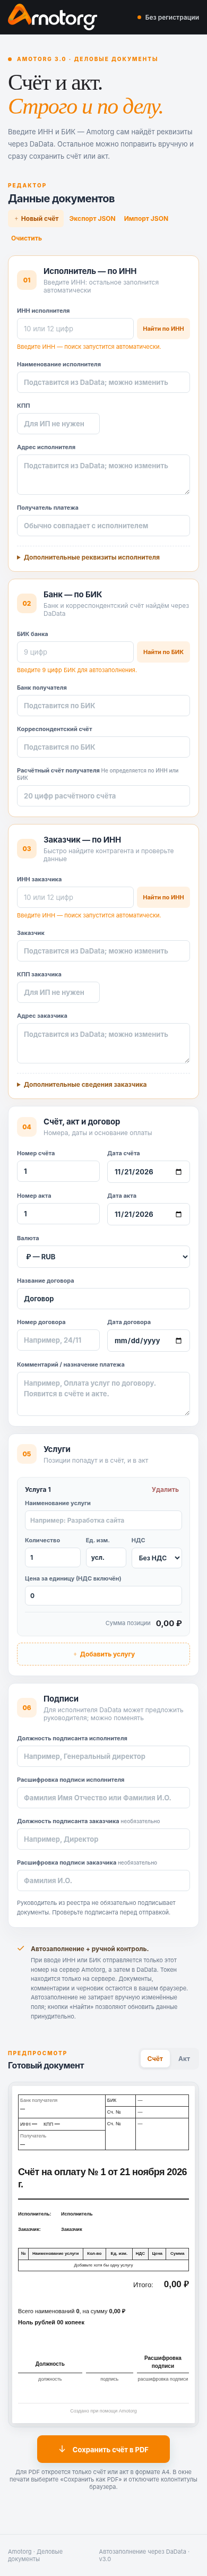 Amotorg
Без регистрации
AMOTORG 3.0 · ДЕЛОВЫЕ ДОКУМЕНТЫ
Счёт и акт.
Строго и по делу.
Введите ИНН и БИК — Amotorg сам найдёт реквизиты
через DaData. Остальное можно поправить вручную и
сразу сохранить счёт или акт.
РЕДАКТОР
Данные документов
+ Новый счёт Экспорт JSON Импорт JSON
Очистить
01
Исполнитель — по ИНН
Введите ИНН: остальное заполнится
автоматически
ИНН исполнителя
10 или 12 цифр
Найти по ИНН
Введите ИНН — поиск запустится автоматически.
Наименование исполнителя
Подставится из DaData; можно изменить
КПП
Для ИП не нужен
Адрес исполнителя
Подставится из DaData; можно изменить
Получатель платежа
Обычно совпадает с исполнителем
Дополнительные реквизиты исполнителя
02
Банк — по БИК
Банк и корреспондентский счёт найдём через
DaData
БИК банка
9 цифр
Найти по БИК
Введите 9 цифр БИК для автозаполнения.
Банк получателя
Подставится по БИК
Корреспондентский счёт
Подставится по БИК
Расчётный счёт получателя Не определяется по ИНН или
БИК
20 цифр расчётного счёта
03
Заказчик — по ИНН
Быстро найдите контрагента и проверьте
данные
ИНН заказчика
10 или 12 цифр
Найти по ИНН
Введите ИНН — поиск запустится автоматически.
Заказчик
Подставится из DaData; можно изменить
КПП заказчика
Для ИП не нужен
Адрес заказчика
Подставится из DaData; можно изменить
Дополнительные сведения заказчика
04
Счёт, акт и договор
Номера, даты и основание оплаты
Номер счёта Дата счёта
1 11/21/2026
Номер акта Дата акта
1 11/21/2026
Валюта
₽ — RUB
Название договора
Договор
Номер договора Дата договора
Например, 24/11 mm/dd/yyyy
Комментарий / назначение платежа
Например, Оплата услуг по договору.
Появится в счёте и акте.
05
Услуги
Позиции попадут и в счёт, и в акт
Услуга 1 Удалить
Наименование услуги
Например: Разработка сайта
Количество Ед. изм. НДС
1 усл. Без НДС
Цена за единицу (НДС включён)
0
Сумма позиции 0,00 ₽
+ Добавить услугу
06
Подписи
Для исполнителя DaData может предложить
руководителя; можно поменять
Должность подписанта исполнителя
Например, Генеральный директор
Расшифровка подписи исполнителя
Фамилия Имя Отчество или Фамилия И.О.
Должность подписанта заказчика необязательно
Например, Директор
Расшифровка подписи заказчика необязательно
Фамилия И.О.
Руководитель из реестра не обязательно подписывает
документы. Проверьте подписанта перед отправкой.
Автозаполнение + ручной контроль.
При вводе ИНН или БИК отправляется только этот
номер на сервер Amotorg, а затем в DaData. Токен
находится только на сервере. Документы,
комментарии и черновик остаются в вашем браузере.
Автозаполнение не затирает вручную изменённые
поля; кнопки «Найти» позволяют обновить данные
принудительно.
ПРЕДПРОСМОТР
Готовый документ
Счёт Акт
Банк получателя БИК —
— Сч. № —
ИНН — КПП — Сч. № —
Получатель
—
Счёт на оплату № 1 от 21 ноября 2026
г.
Исполнитель: Исполнитель
Заказчик: Заказчик
№ Наименование услуги Кол-во Ед. изм. НДС Цена Сумма
Добавьте хотя бы одну услугу
Итого: 0,00 ₽
Всего наименований 0, на сумму 0,00 ₽
Ноль рублей 00 копеек
Должность Расшифровка
подписи
должность подпись расшифровка подписи
Создано при помощи Amotorg
Сохранить счёт в PDF
Для PDF откроется только счёт или акт в формате A4. В окне
печати выберите «Сохранить как PDF» и отключите колонтитулы
браузера.
Amotorg · Деловые
документы
Автозаполнение через DaData ·
v3.0